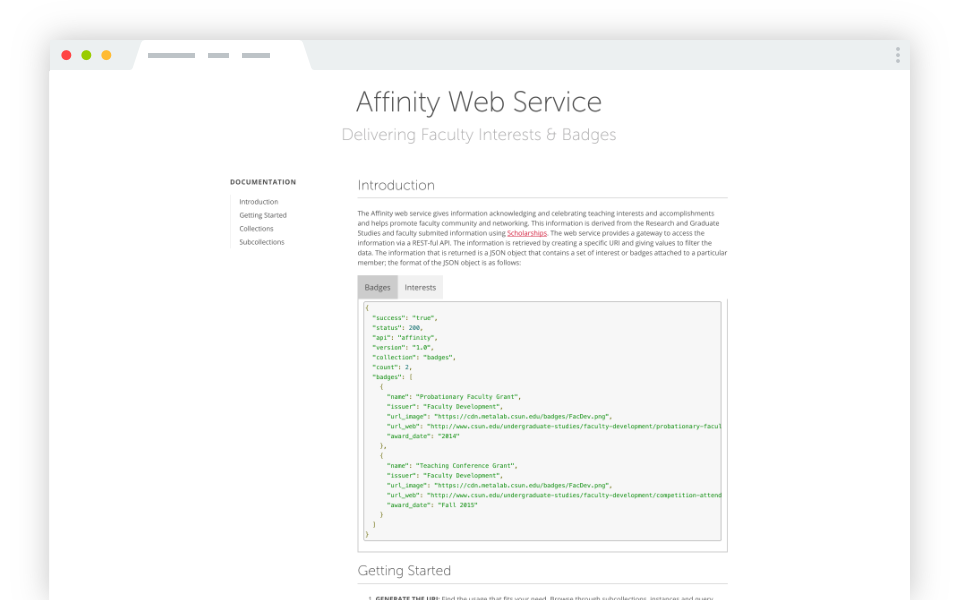 Affinity Web Service
Delivering Faculty Interests & Badges
DOCUMENTATION
Introduction
Getting Started
Collections
Subcollections
Introduction
The Affinity web service gives information acknowledging and celebrating teaching interests and accomplishments
and helps promote faculty community and networking. This information is derived from the Research and Graduate
Studies and faculty submited information using Scholarships. The web service provides a gateway to access the
information via a REST-ful API. The information is retrieved by creating a specific URI and giving values to filter the
data. The information that is returned is a JSON object that contains a set of interest or badges attached to a particular
member; the format of the JSON object is as follows:
Badges Interests
{
"success": "true",
"status": 200,
"api": "affinity",
"version": "1.0",
"collection": "badges",
"count": 2,
"badges": [
{
"name": "Probationary Faculty Grant",
"issuer": "Faculty Development",
"url_image": "https://cdn.metalab.csun.edu/badges/FacDev.png",
"url_web": "http://www.csun.edu/undergraduate-studies/faculty-development/probationary-facul
"award_date": "2014"
},
{
"name": "Teaching Conference Grant",
"issuer": "Faculty Development",
"url_image": "https://cdn.metalab.csun.edu/badges/FacDev.png",
"url_web": "http://www.csun.edu/undergraduate-studies/faculty-development/competition-attend
"award_date": "Fall 2015"
}
]
}
Getting Started
1. GENERATE THE URI: Find the usage that fits your need. Browse through subcollections, instances and query